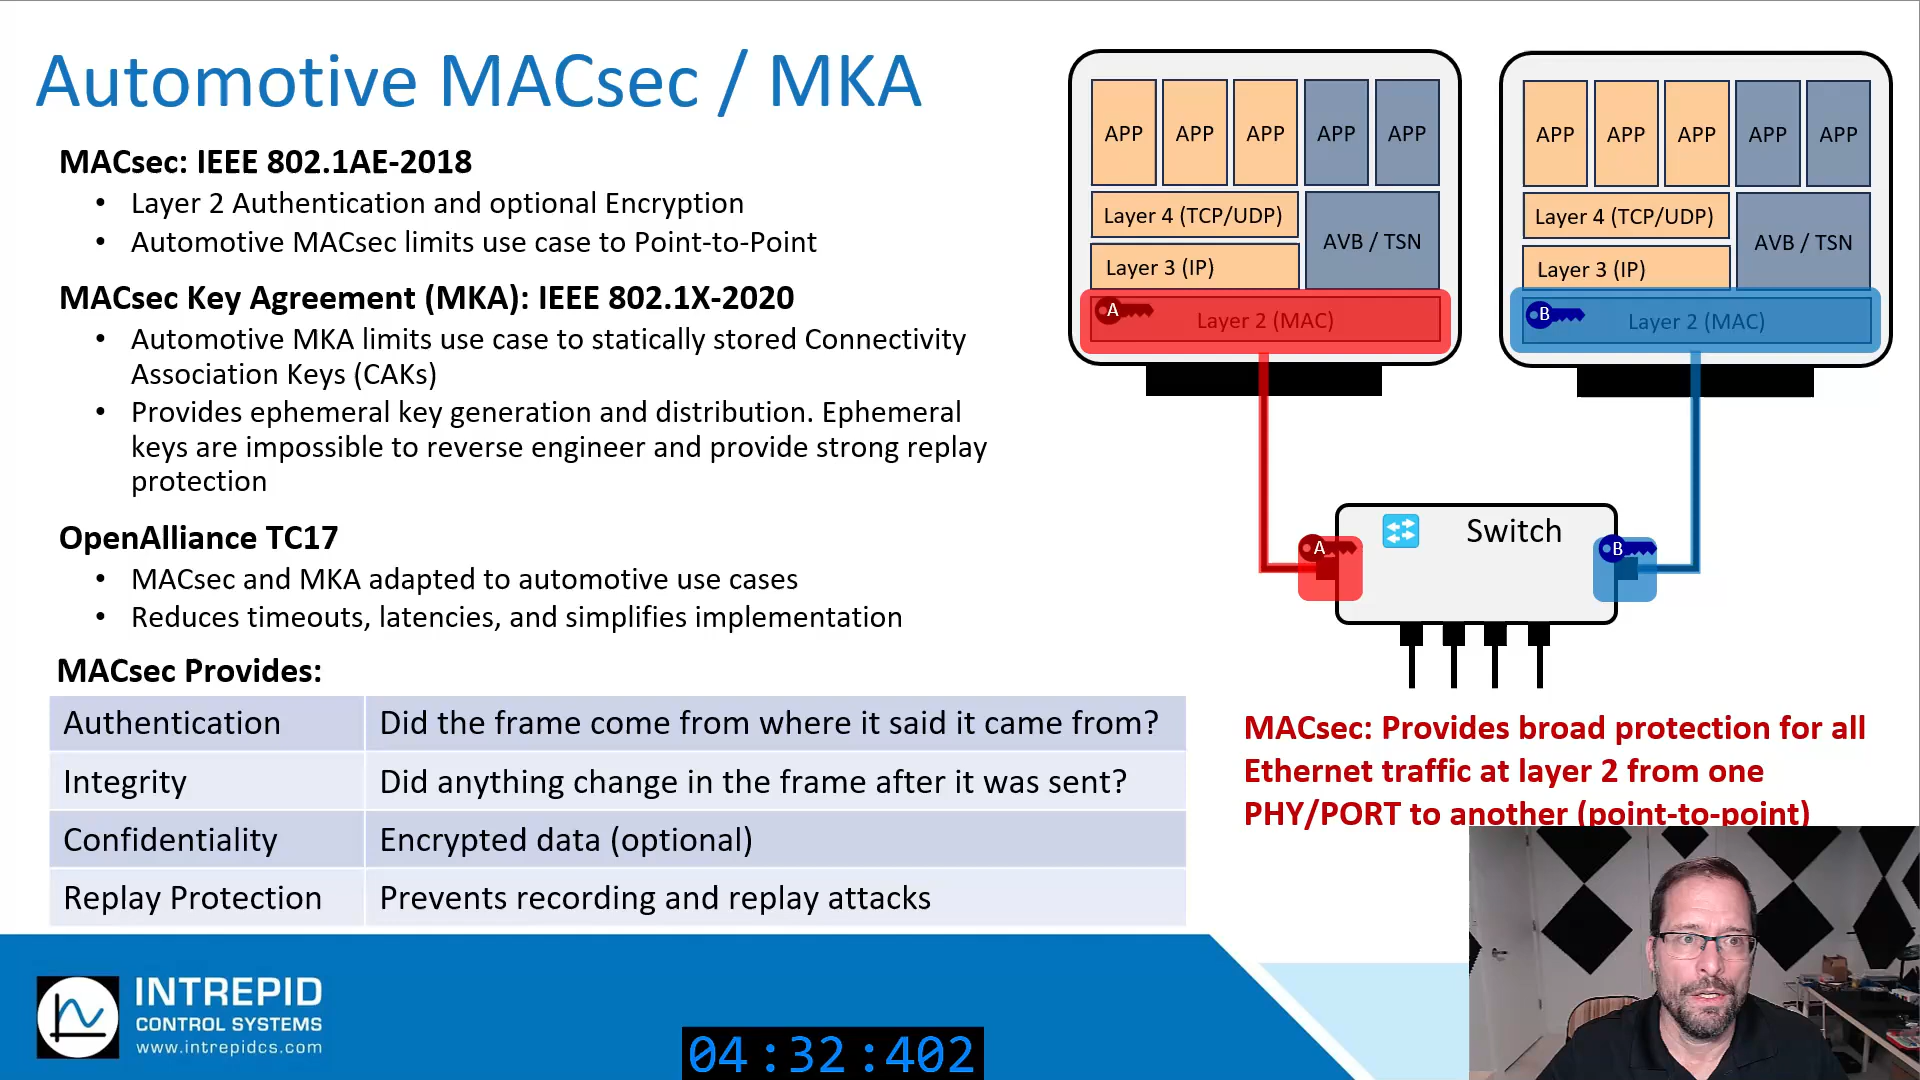 Automotive MACsec / MKA
MACsec: IEEE 802.1AE-2018
• Layer 2 Authentication and optional Encryption
• Automotive MACsec limits use case to Point-to-Point
MACsec Key Agreement (MKA): IEEE 802.1X-2020
• Automotive MKA limits use case to statically stored Connectivity
Association Keys (CAKs)
• Provides ephemeral key generation and distribution. Ephemeral
keys are impossible to reverse engineer and provide strong replay
protection
OpenAlliance TC17
• MACsec and MKA adapted to automotive use cases
• Reduces timeouts, latencies, and simplifies implementation
MACsec Provides:
Authentication Did the frame come from where it said it came from?
Integrity Did anything change in the frame after it was sent?
Confidentiality Encrypted data (optional)
Replay Protection Prevents recording and replay attacks
APP APP APP APP APP
Layer 4 (TCP/UDP)
AVB / TSN
Layer 3 (IP)
A Layer 2 (MAC)
APP APP APP APP APP
Layer 4 (TCP/UDP)
AVB / TSN
Layer 3 (IP)
B Layer 2 (MAC)
A Switch B
MACsec: Provides broad protection for all
Ethernet traffic at layer 2 from one
PHY/PORT to another (point-to-point)
INTREPID
CONTROL SYSTEMS
www.intrepidcs.com
04:32:402